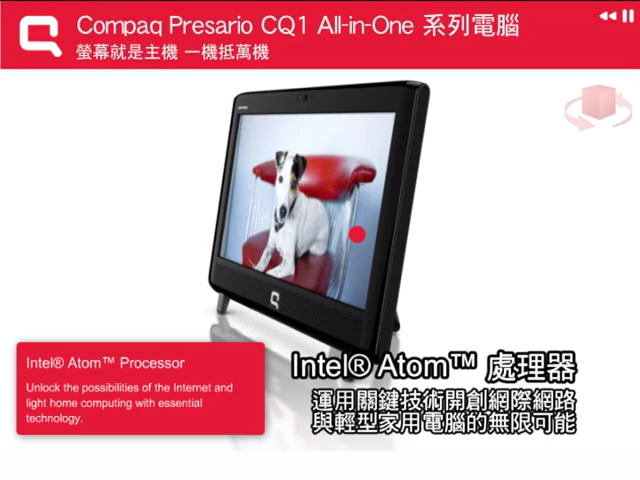 Compaq Presario CQ1 All-in-One 系列電腦
螢幕就是主機 一機抵萬機
Intel® Atom™ Processor
Unlock the possibilities of the Internet and
light home computing with essential
technology.
Intel® Atom™ 處理器
運用關鍵技術開創網際網路
與輕型家用電腦的無限可能